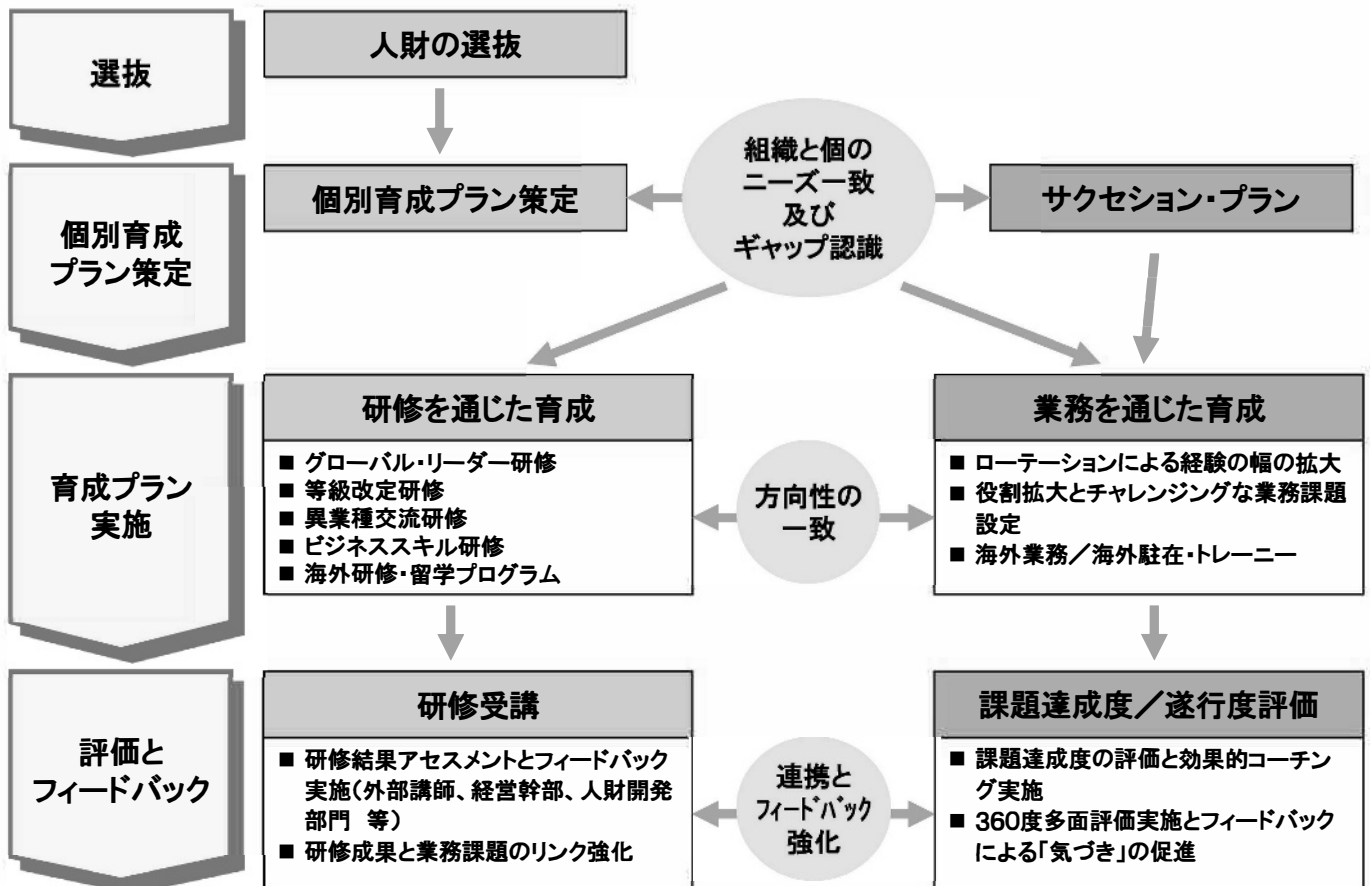 選抜
人財の選抜
組織と個の
ニーズ一致
及び
ギャップ認識
個別育成
プラン策定
個別育成プラン策定
サクセション・プラン
育成プラン
実施
研修を通じた育成
■ グローバル・リーダー研修
■ 等級改定研修
■ 異業種交流研修
■ ビジネススキル研修
■ 海外研修・留学プログラム
方向性の
一致
業務を通じた育成
■ ローテーションによる経験の幅の拡大
■ 役割拡大とチャレンジングな業務課題
設定
■ 海外業務／海外駐在・トレーニー
評価と
フィードバック
研修受講
■ 研修結果アセスメントとフィードバック
実施(外部講師、経営幹部、人財開発
部門 等)
■ 研修成果と業務課題のリンク強化
連携と
フィードバック
強化
課題達成度／遂行度評価
■ 課題達成度の評価と効果的コーチン
グ実施
■ 360度多面評価実施とフィードバック
による「気づき」の促進